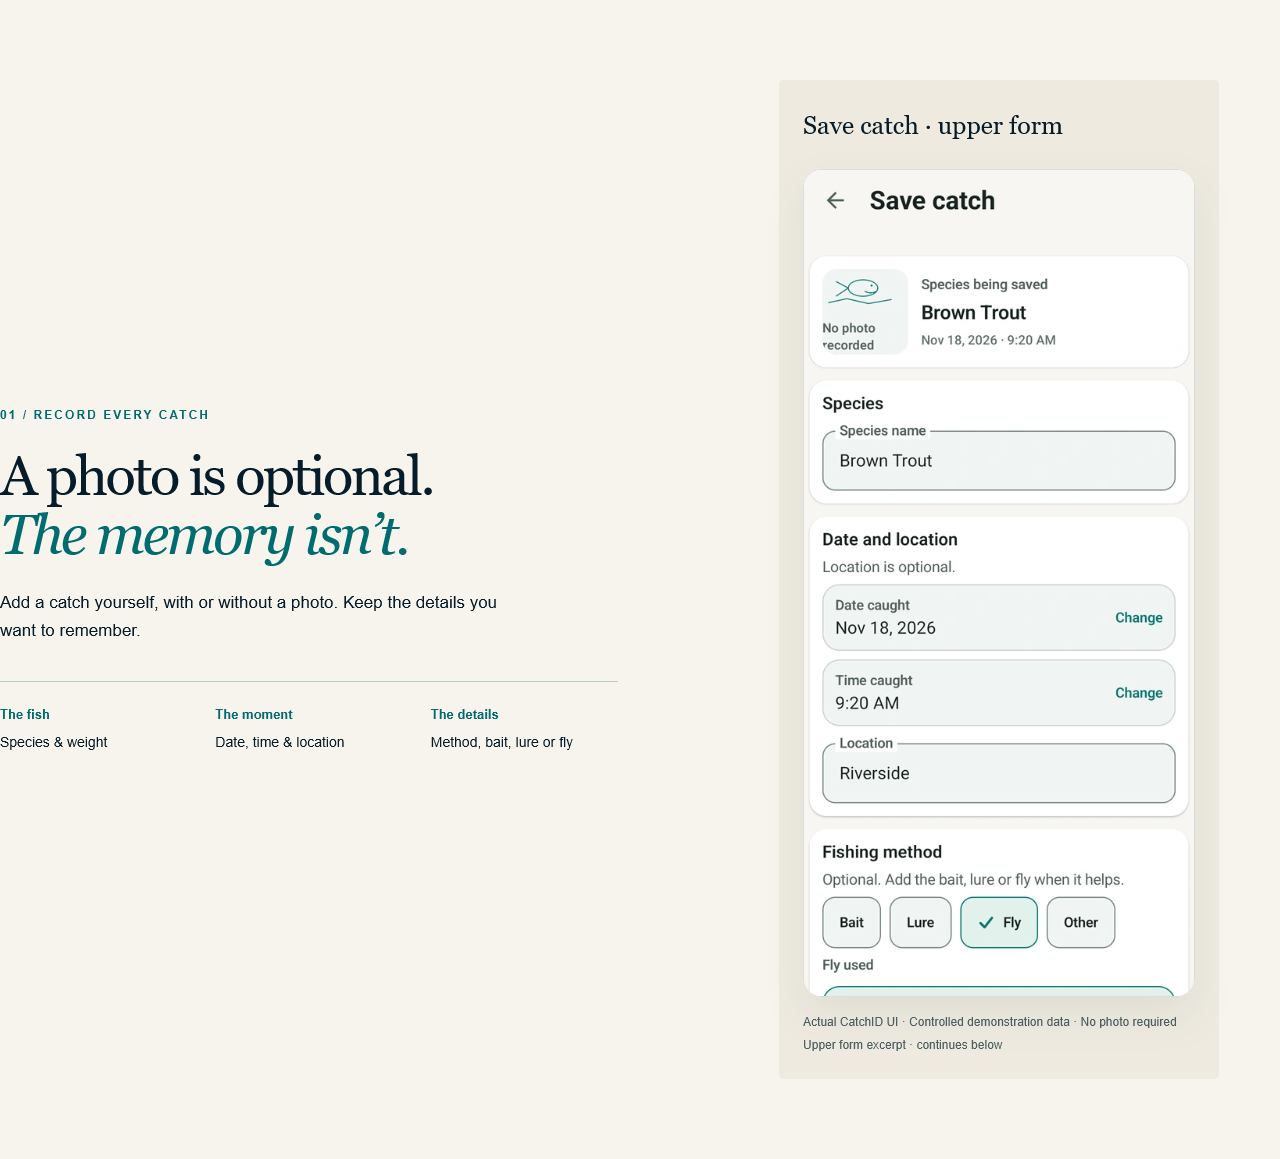 01 / RECORD EVERY CATCH
A photo is optional.
The memory isn’t.
Add a catch yourself, with or without a photo. Keep the details you
want to remember.
The fish
Species & weight
The moment
Date, time & location
The details
Method, bait, lure or fly
Save catch · upper form
Save catch
No photo
recorded
Species being saved
Brown Trout
Nov 18, 2026 · 9:20 AM
Species
Species name
Brown Trout
Date and location
Location is optional.
Date caught
Nov 18, 2026
Change
Time caught
9:20 AM
Change
Location
Riverside
Fishing method
Optional. Add the bait, lure or fly when it helps.
Bait
Lure
Fly
Other
Fly used
Actual CatchID UI · Controlled demonstration data · No photo required
Upper form excerpt · continues below